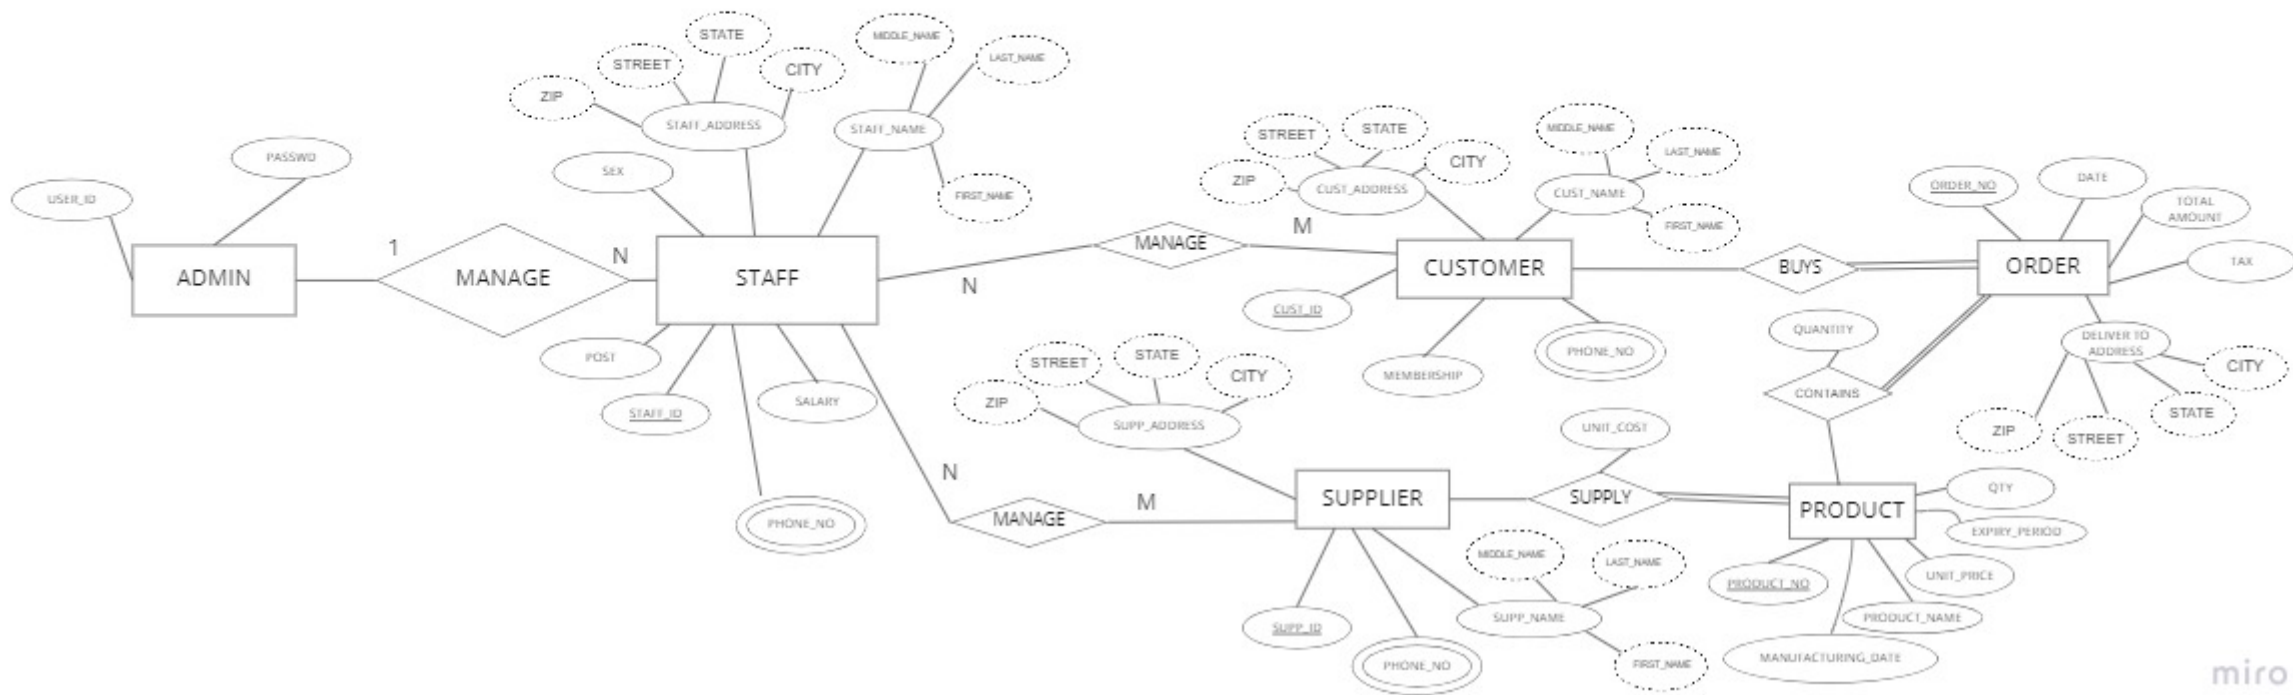 STATE
MIDDLE_NAME
STREET
CITY
LAST_NAME
ZIP
STAFF_ADDRESS
STAFF_NAME
PASSWD
SEX
USER_ID
FIRST_NAME
1
N
ADMIN
MANAGE
STAFF
POST
STAFF_ID
SALARY
PHONE_NO
N
MANAGE
M
STREET
STATE
CITY
ZIP
CUST_ADDRESS
MIDDLE_NAME
LAST_NAME
CUST_NAME
FIRST_NAME
CUSTOMER
CUST_ID
MEMBERSHIP
PHONE_NO
BUYS
ORDER_NO
DATE
TOTAL
AMOUNT
TAX
ORDER
DELIVER TO
ADDRESS
CITY
STATE
STREET
ZIP
QUANTITY
CONTAINS
N
MANAGE
M
STREET
STATE
CITY
ZIP
SUPP_ADDRESS
SUPPLIER
SUPP_ID
PHONE_NO
MIDDLE_NAME
LAST_NAME
SUPP_NAME
FIRST_NAME
UNIT_COST
SUPPLY
PRODUCT
QTY
EXPIRY_PERIOD
UNIT_PRICE
PRODUCT_NO
PRODUCT_NAME
MANUFACTURING_DATE
miro